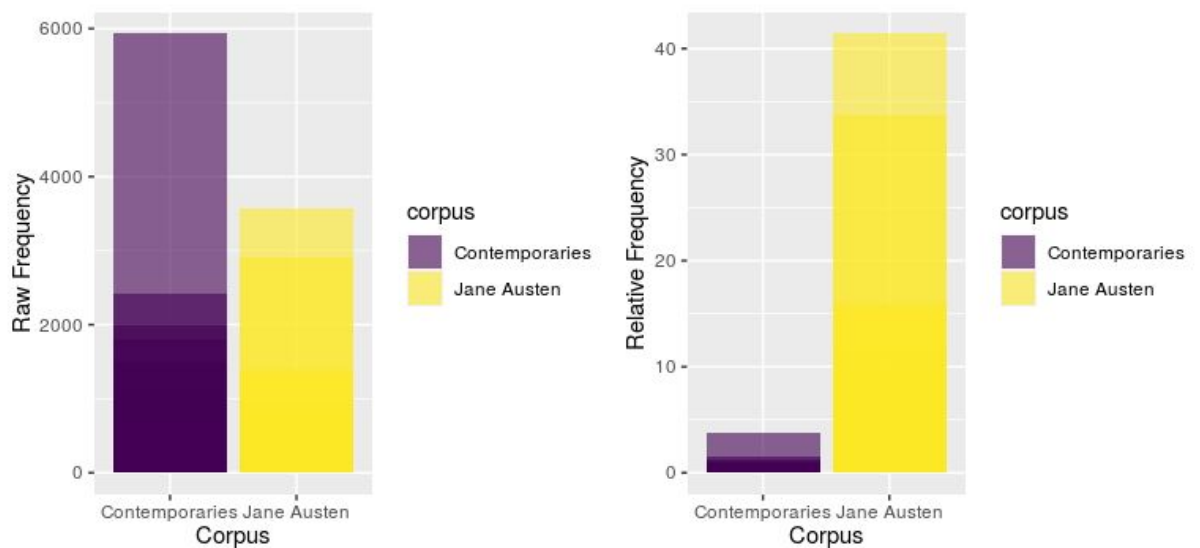 Raw Frequency
6000
4000
2000
0
Contemporaries Jane Austen
Corpus
corpus
Contemporaries
Jane Austen
Relative Frequency
40
30
20
10
0
Contemporaries Jane Austen
Corpus
corpus
Contemporaries
Jane Austen